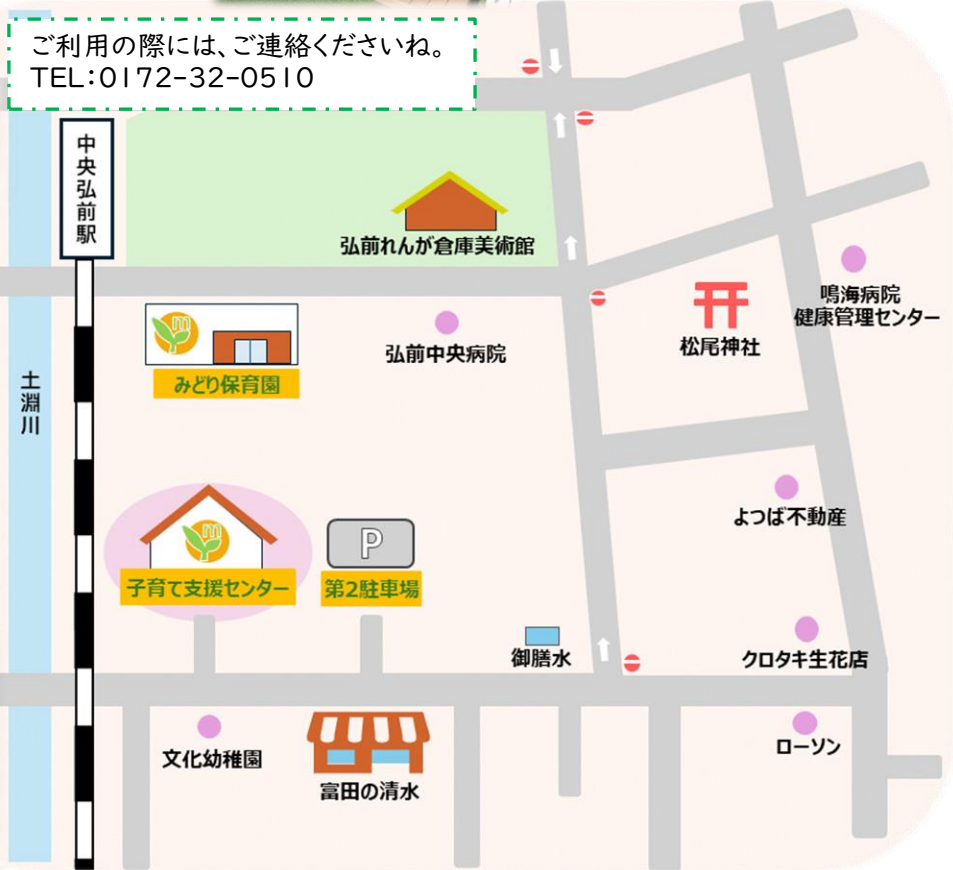 ご利用の際には、ご連絡くださいね。
TEL:0172-32-0510
中央弘前駅
弘前れんが倉庫美術館
鳴海病院
健康管理センター
松尾神社
弘前中央病院
m
みどり保育園
土淵川
よつば不動産
m
P
子育て支援センター
第2駐車場
御膳水
クロタキ生花店
文化幼稚園
富田の清水
ローソン